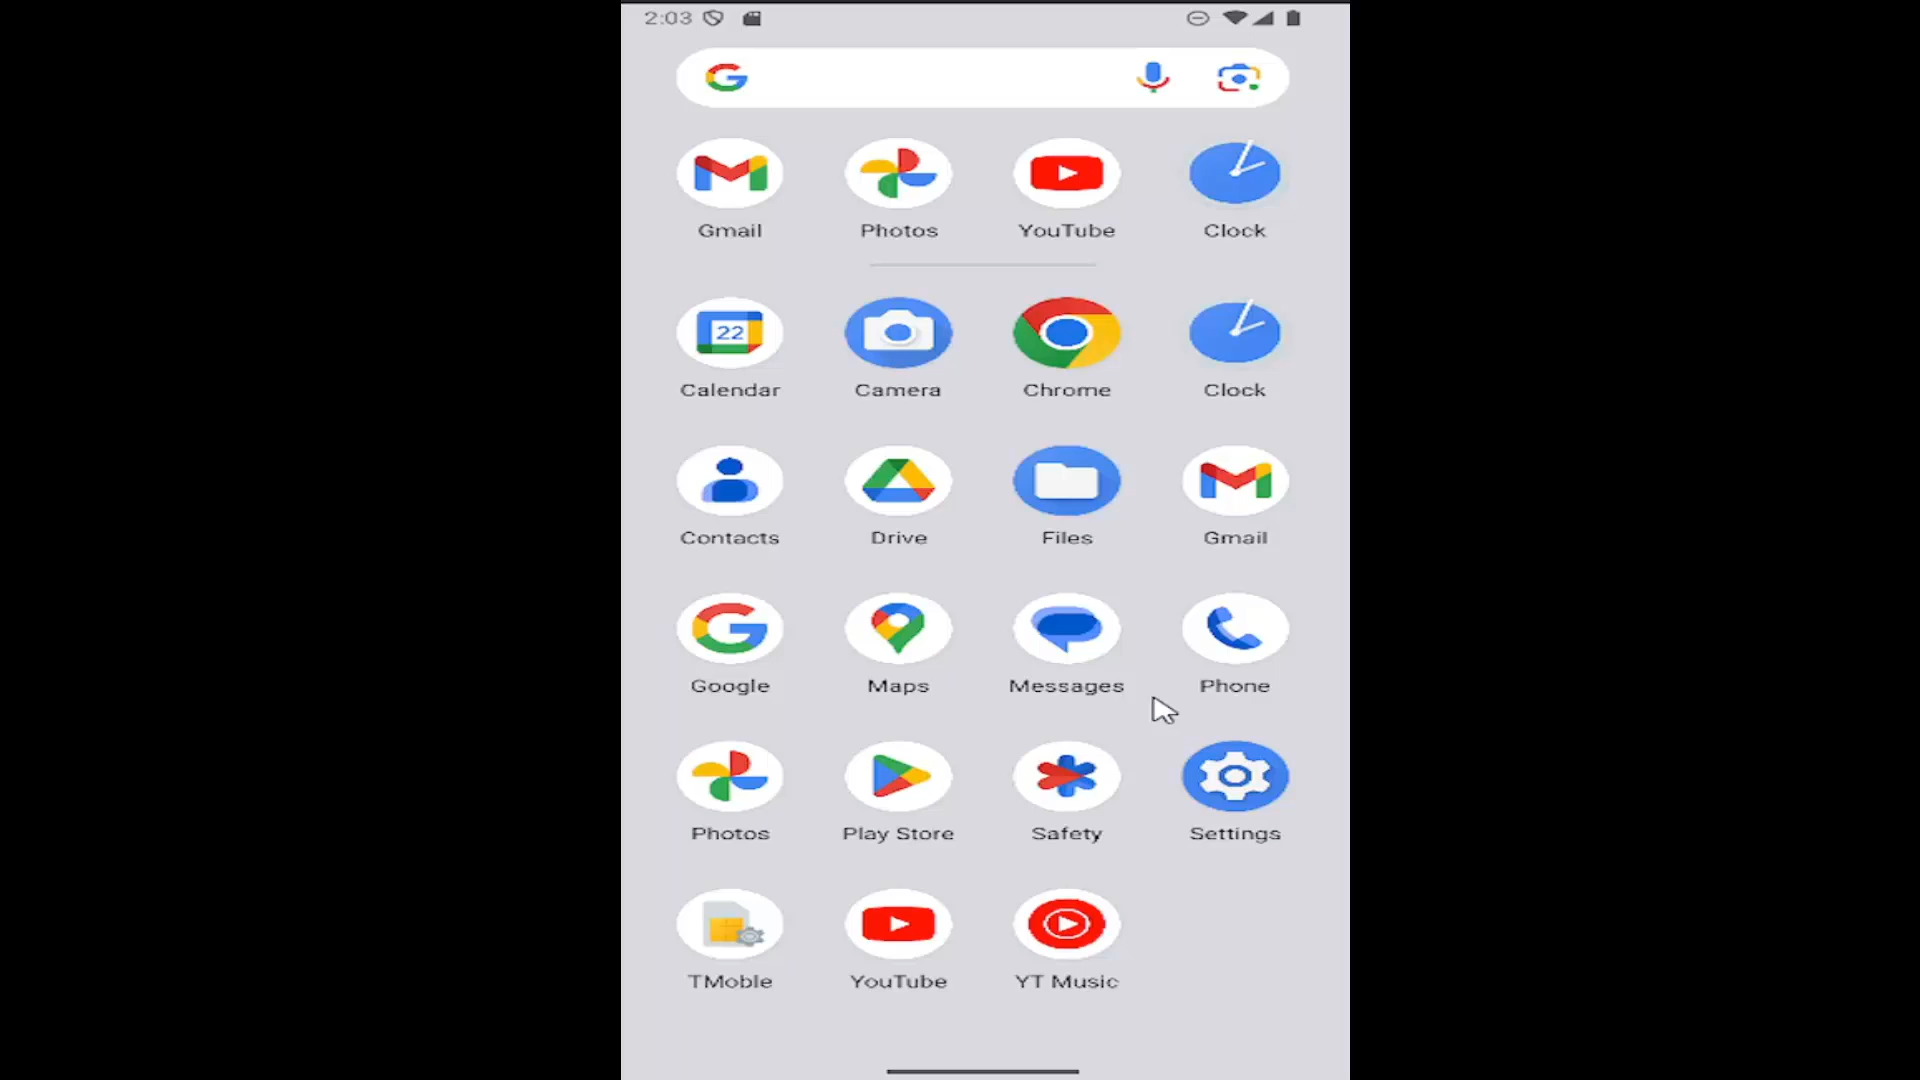 2:03
Gmail Photos YouTube Clock
22
Calendar Camera Chrome Clock
Contacts Drive Files Gmail
Google Maps Messages Phone
Photos Play Store Safety Settings
TMoble YouTube YT Music